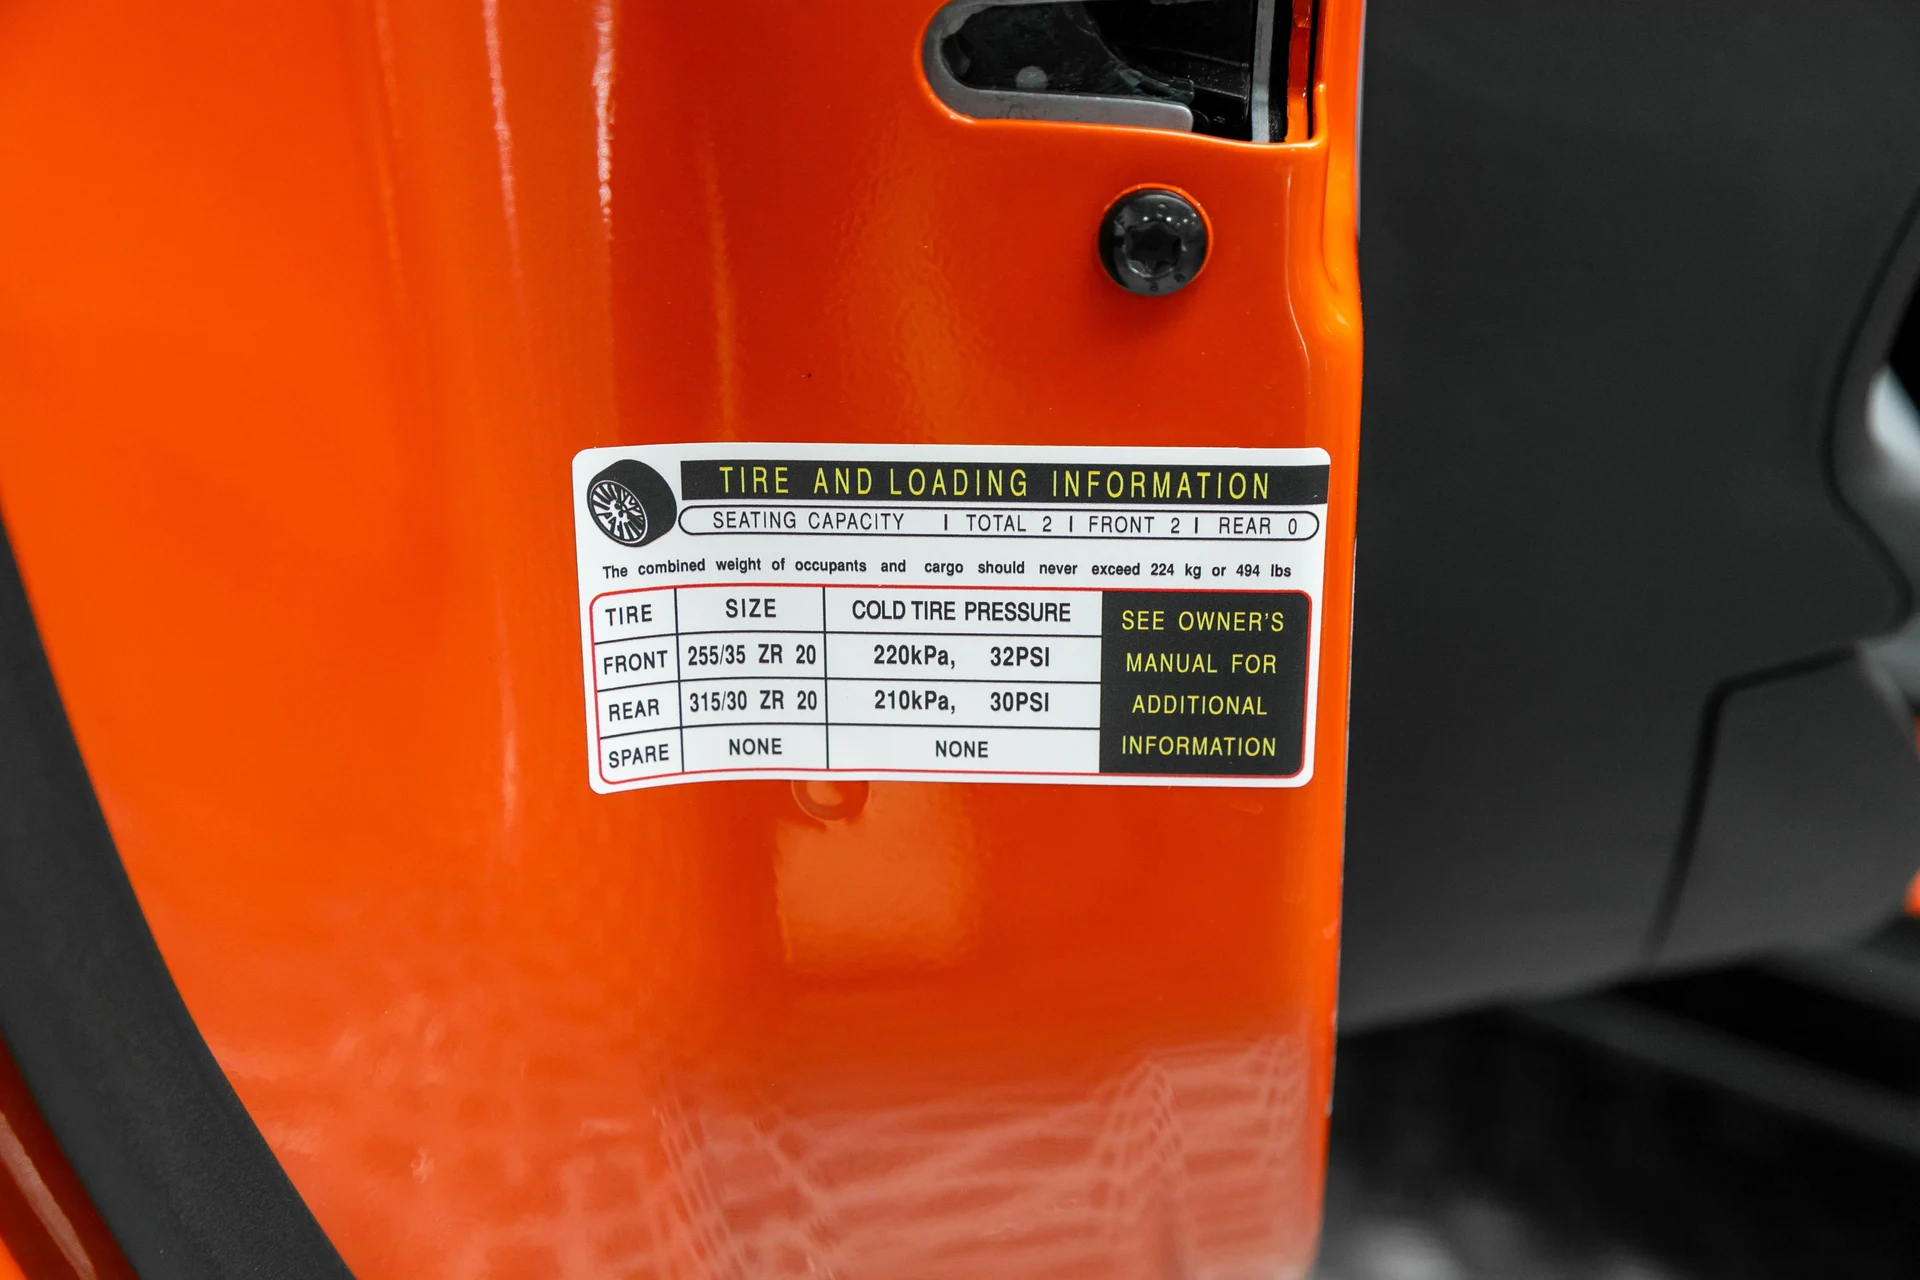 TIRE AND LOADING INFORMATION
SEATING CAPACITY | TOTAL 2 | FRONT 2 | REAR 0
The combined weight of occupants and cargo should never exceed 224 kg or 494 lbs
TIRE SIZE COLD TIRE PRESSURE
FRONT 255/35 ZR 20 220kPa, 32PSI
REAR 315/30 ZR 20 210kPa, 30PSI
SPARE NONE NONE
SEE OWNER'S
MANUAL FOR
ADDITIONAL
INFORMATION